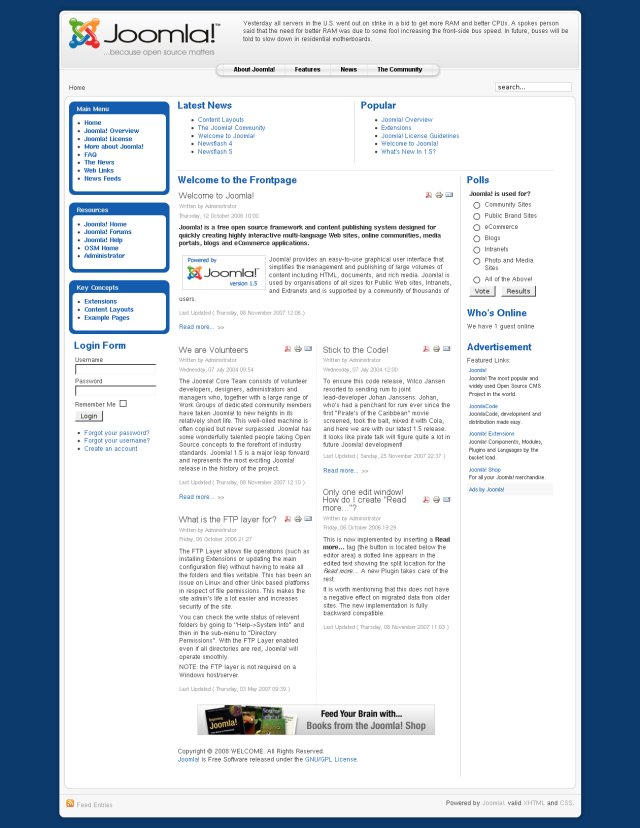 Joomla!™
...because open source matters
Yesterday all servers in the U.S. went out on strike in a bid to get more RAM and better CPUs. A spokes person
said that the need for better RAM was due to some fool increasing the front-side bus speed. In future, buses will be
told to slow down in residential motherboards.
About Joomla!
Features
News
The Community
Home
search...
Main Menu
Home
Joomla! Overview
Joomla! License
More about Joomla!
FAQ
The News
Web Links
News Feeds
Resources
Joomla! Home
Joomla! Forums
Joomla! Help
OSM Home
Administrator
Key Concepts
Extensions
Content Layouts
Example Pages
Login Form
Username
Password
Remember Me
Login
Forgot your password?
Forgot your username?
Create an account
Latest News
Content Layouts
The Joomla! Community
Welcome to Joomla!
Newsflash 4
Newsflash 5
Popular
Joomla! Overview
Extensions
Joomla! License Guidelines
Welcome to Joomla!
What's New In 1.5?
Welcome to the Frontpage
Welcome to Joomla!
Written by Administrator
Thursday, 12 October 2006 10:00
Joomla! is a free open source framework and content publishing system designed for
quickly creating highly interactive multi-language Web sites, online communities, media
portals, blogs and eCommerce applications.
Powered by
Joomla!
version 1.5
Joomla! provides an easy-to-use graphical user interface that
simplifies the management and publishing of large volumes of
content including HTML, documents, and rich media. Joomla! is
used by organisations of all sizes for Public Web sites, Intranets,
and Extranets and is supported by a community of thousands of
users.
Last Updated ( Thursday, 08 November 2007 12:06 )
Read more... >>
We are Volunteers
Written by Administrator
Wednesday, 07 July 2004 09:54
The Joomla! Core Team consists of volunteer
developers, designers, administrators and
managers who, together with a large range of
Work Groups of dedicated community members
have taken Joomla! to new heights in its
relatively short life. This well-oiled machine is
often copied but never surpassed. Joomla! has
some wonderfully talented people taking Open
Source concepts to the forefront of industry
standards. Joomla! 1.5 is a major leap forward
and represents the most exciting Joomla!
release in the history of the project.
Last Updated ( Thursday, 08 November 2007 12:10 )
Read more... >>
What is the FTP layer for?
Written by Administrator
Friday, 06 October 2006 21:27
The FTP Layer allows file operations (such as
installing Extensions or updating the main
configuration file) without having to make all
the folders and files writable. This has been an
issue on Linux and other Unix based platforms
in respect of file permissions. This makes the
site admin's life a lot easier and increases
security of the site.
You can check the write status of relevent
folders by going to "Help->System Info" and
then in the sub-menu to "Directory
Permissions". With the FTP Layer enabled
even if all directories are red, Joomla! will
operate smoothly.
NOTE: the FTP layer is not required on a
Windows host/server.
Last Updated ( Thursday, 03 May 2007 09:39 )
Stick to the Code!
Written by Administrator
Wednesday, 07 July 2004 12:00
To ensure this code release, Wilco Jansen
resorted to sending rum to joint
lead-developer Johan Janssens. Johan,
who's had a penchant for rum ever since the
first "Pirate's of the Caribbean" movie
screened, took the bait, mixed it with Cola,
and here we are with our latest 1.5 release.
It looks like pirate talk will figure quite a lot in
future Joomla! development!
Last Updated ( Sunday, 25 November 2007 22:37 )
Read more... >>
Only one edit window!
How do I create "Read
more..."?
Written by Administrator
Friday, 06 October 2006 19:29
This is now implemented by inserting a Read
more... tag (the button is located below the
editor area) a dotted line appears in the
edited text showing the split location for the
Read more.... A new Plugin takes care of the
rest.
It is worth mentioning that this does not have
a negative effect on migrated data from older
sites. The new implementation is fully
backward compatible.
Last Updated ( Thursday, 08 November 2007 11:03 )
Polls
Joomla! is used for?
Community Sites
Public Brand Sites
eCommerce
Blogs
Intranets
Photo and Media
Sites
All of the Above!
Vote
Results
Who's Online
We have 1 guest online
Advertisement
Featured Links:
Joomla!
Joomla! The most popular and
widely used Open Source CMS
Project in the world.
JoomlaCode
JoomlaCode, development and
distribution made easy.
Joomla! Extensions
Joomla! Components, Modules,
Plugins and Languages by the
bucket load.
Joomla! Shop
For all your Joomla! merchandise.
Ads by Joomla!
Beginning
Joomla!
Feed Your Brain with...
Books from the Joomla! Shop
Copyright © 2008 WELCOME. All Rights Reserved.
Joomla! is Free Software released under the GNU/GPL License.
Feed Entries
Powered by Joomla!. valid XHTML and CSS.